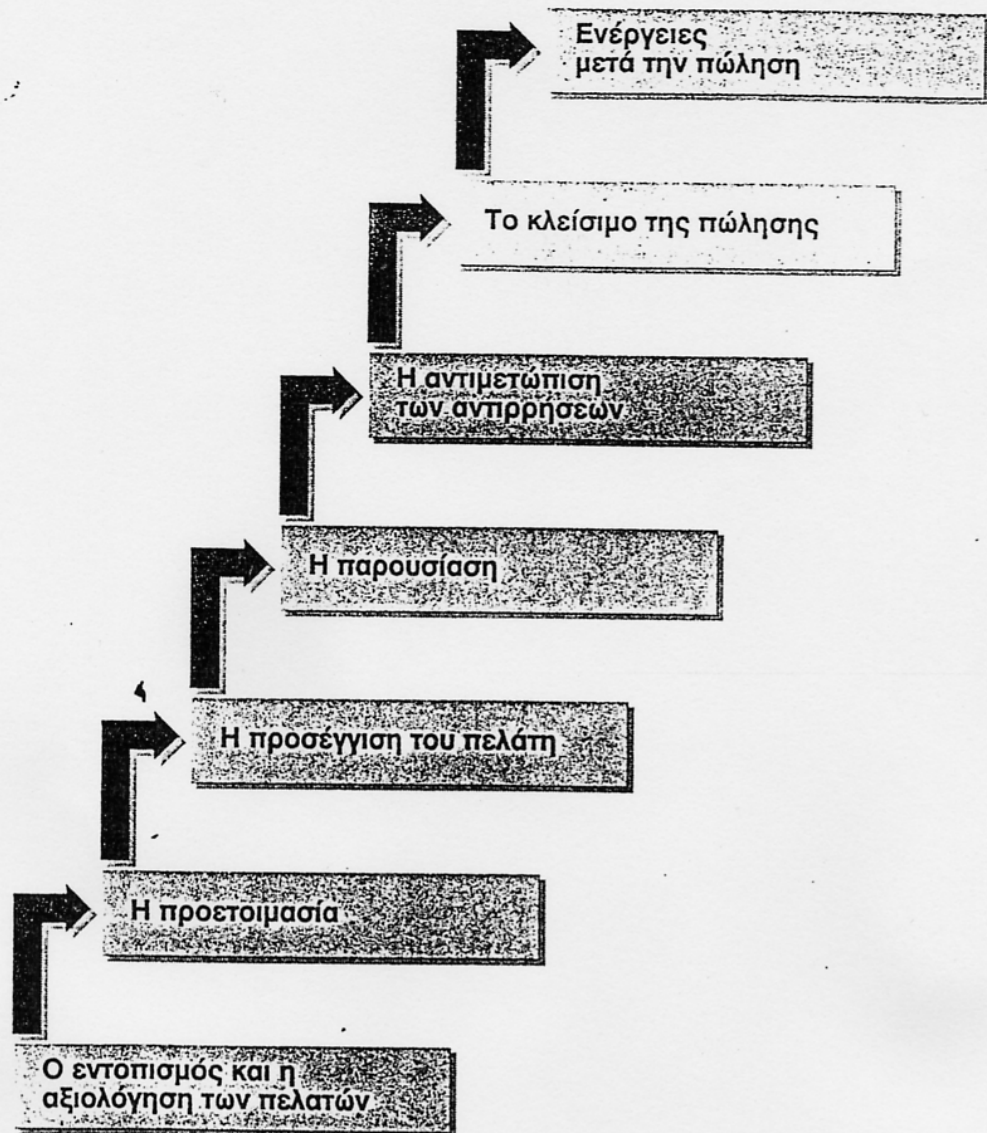 Ενέργειες
μετά την πώληση
Το κλείσιμο της πώλησης
Η αντιμετώπιση
των αντιρρήσεων
Η παρουσίαση
Η προσέγγιση του πελάτη
Η προετοιμασία
Ο εντοπισμός και η
αξιολόγηση των πελατών